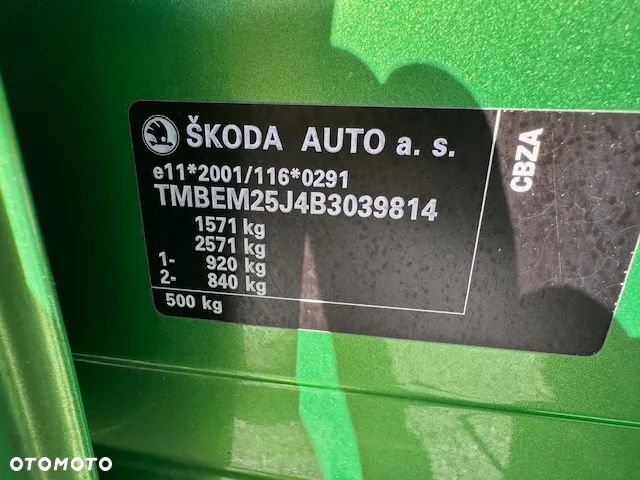 ŠKODA AUTO a. s.
e11*2001/116*0291
TMBEM25J4B3039814
1571 kg
2571 kg
1- 920 kg
2- 840 kg
500 kg
CBZA
OTOMOTO